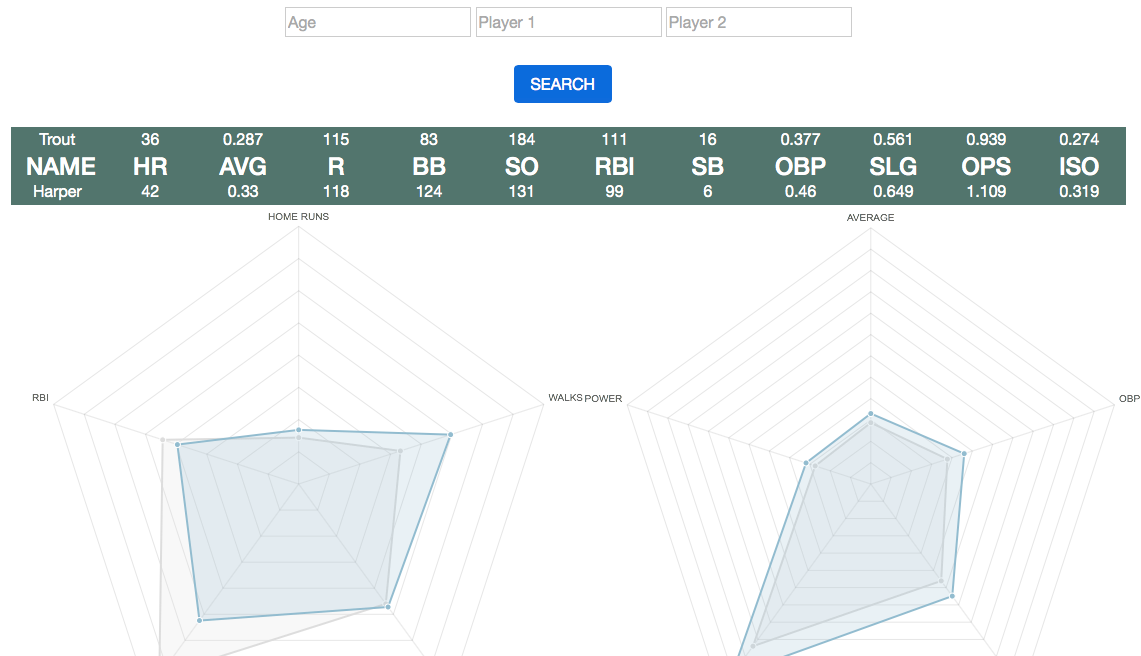 Age Player 1 Player 2
SEARCH
Trout 36 0.287 115 83 184 111 16 0.377 0.561 0.939 0.274
NAME HR AVG R BB SO RBI SB OBP SLG OPS ISO
Harper 42 0.33 118 124 131 99 6 0.46 0.649 1.109 0.319
HOME RUNS AVERAGE
RBI WALKS POWER OBP